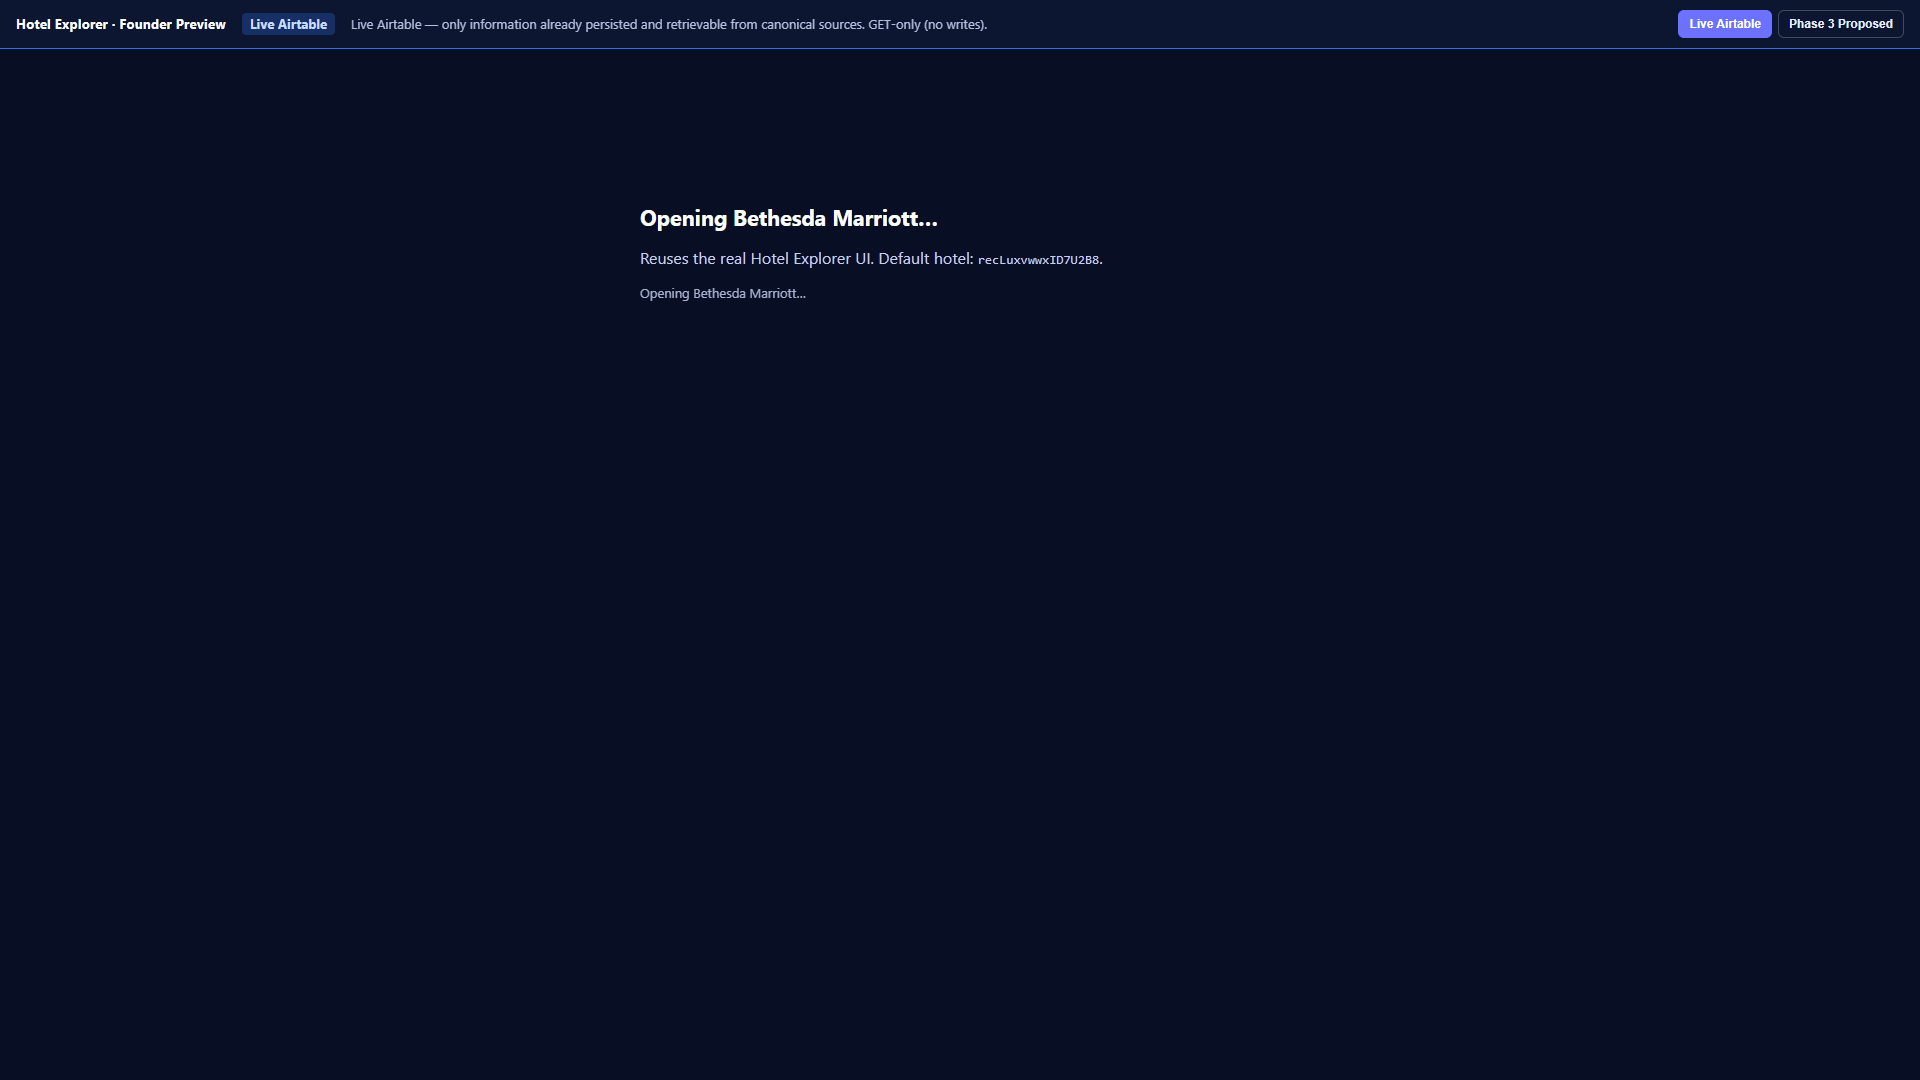 Hotel Explorer · Founder Preview
Live Airtable
Live Airtable — only information already persisted and retrievable from canonical sources. GET-only (no writes).
Live Airtable
Phase 3 Proposed
Opening Bethesda Marriott…
Reuses the real Hotel Explorer UI. Default hotel: recLuxvwwxID7U2B8.
Opening Bethesda Marriott…